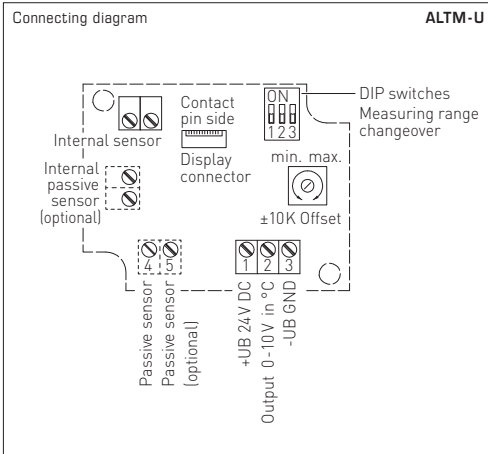 Connecting diagram
ALTM-U
ON
1 2 3
DIP switches
Measuring range
changeover
Contact
pin side
Internal sensor
Display
connector
min. max.
±10K Offset
Internal
passive
sensor
(optional)
4 5
1 2 3
Passive sensor
Passive sensor
(optional)
+UB 24V DC
Output 0-10V in °C
-UB GND